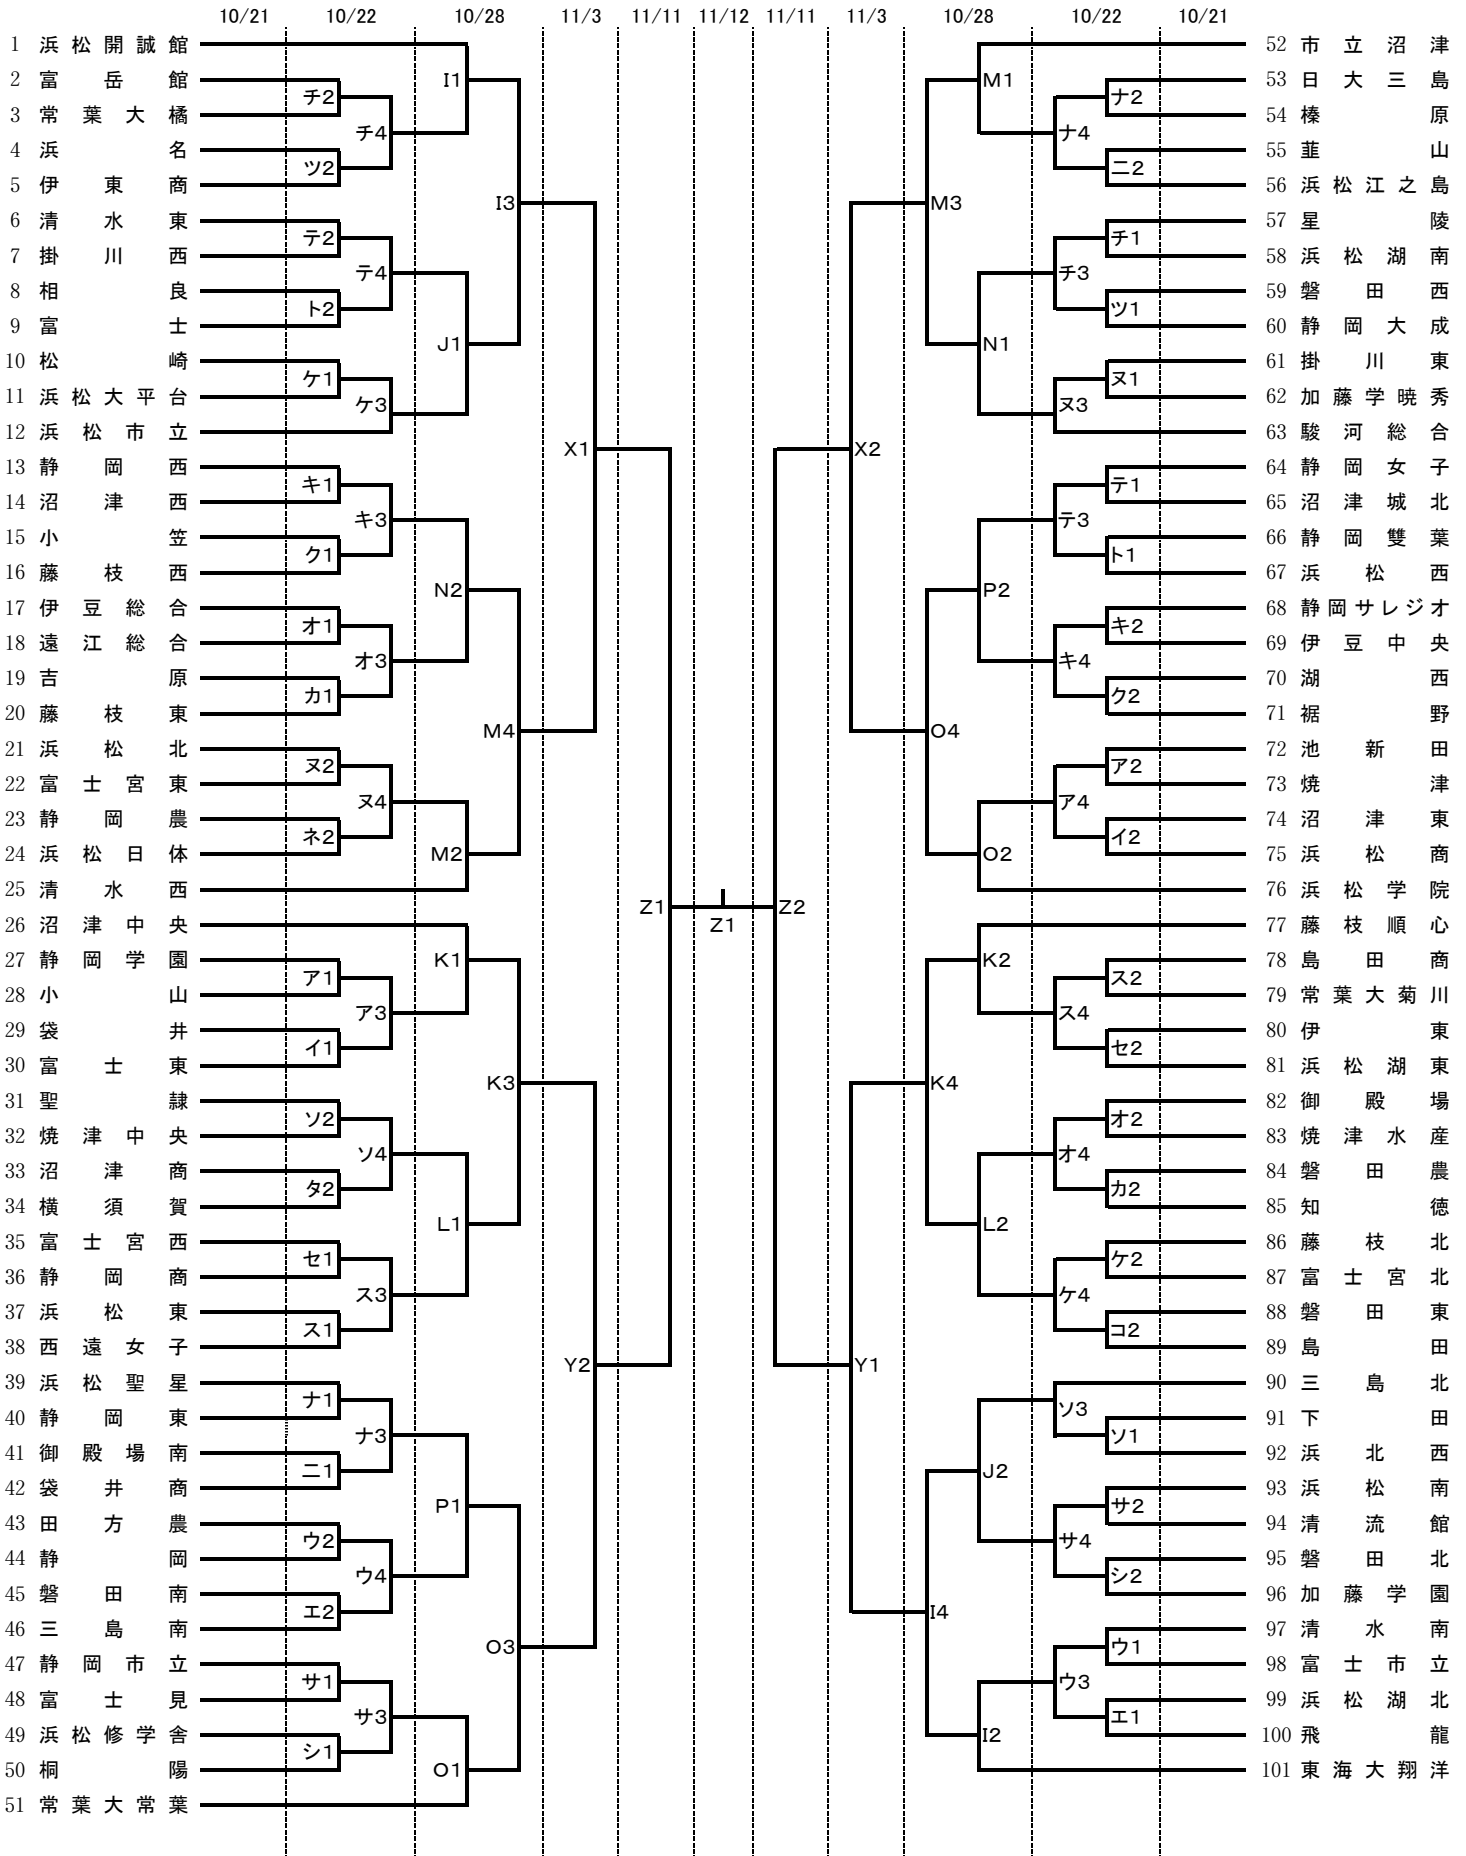 10/21 10/22 10/28 11/3 11/11 11/12 11/11 11/3 10/28 10/22 10/21
1 浜松開誠館
2 富岳館
3 常葉大橘
4 浜名
5 伊東商
6 清水東
7 掛川西
8 相良
9 富士
10 松崎
11 浜松大平台
12 浜松市立
13 静岡西
14 沼津西
15 小笠
16 藤枝西
17 伊豆総合
18 遠江総合
19 吉原
20 藤枝東
21 浜松北
22 富士宮東
23 静岡農
24 浜松日体
25 清水西
26 沼津中央
27 静岡学園
28 小山
29 袋井
30 富士東
31 聖隷
32 焼津中央
33 沼津商
34 横須賀
35 富士宮西
36 静岡商
37 浜松東
38 西遠女子
39 浜松聖星
40 静岡東
41 御殿場南
42 袋井商
43 田方農
44 静岡
45 磐田南
46 三島南
47 静岡市立
48 富士見
49 浜松修学舎
50 桐陽
51 常葉大常葉
チ2
ツ2
テ2
ト2
ケ1
キ1
ク1
オ1
カ1
ヌ2
ネ2
ア1
イ1
ソ2
タ2
セ1
ス1
ナ1
ニ1
ウ2
エ2
サ1
シ1
チ4
テ4
ケ3
キ3
オ3
ヌ4
ア3
ソ4
ス3
ナ3
ウ4
サ3
I1
J1
N2
M2
K1
L1
P1
O1
I3
M4
K3
O3
X1
Y2
Z1
Z1
Z2
X2
Y1
M3
O4
K4
I4
M1
N1
P2
O2
K2
L2
J2
I2
ナ4
チ3
ヌ3
テ3
キ4
ア4
ス4
オ4
ケ4
ソ3
サ4
ウ3
ナ2
ニ2
チ1
ツ1
ヌ1
テ1
ト1
キ2
ク2
ア2
イ2
ス2
セ2
オ2
カ2
ケ2
コ2
ソ1
サ2
シ2
ウ1
エ1
52 市立沼津
53 日大三島
54 榛原
55 韮山
56 浜松江之島
57 星陵
58 浜松湖南
59 磐田西
60 静岡大成
61 掛川東
62 加藤学暁秀
63 駿河総合
64 静岡女子
65 沼津城北
66 静岡雙葉
67 浜松西
68 静岡サレジオ
69 伊豆中央
70 湖西
71 裾野
72 池新田
73 焼津
74 沼津東
75 浜松商
76 浜松学院
77 藤枝順心
78 島田商
79 常葉大菊川
80 伊東
81 浜松湖東
82 御殿場
83 焼津水産
84 磐田農
85 知徳
86 藤枝北
87 富士宮北
88 磐田東
89 島田
90 三島北
91 下田
92 浜北西
93 浜松南
94 清流館
95 磐田北
96 加藤学園
97 清水南
98 富士市立
99 浜松湖北
100 飛龍
101 東海大翔洋